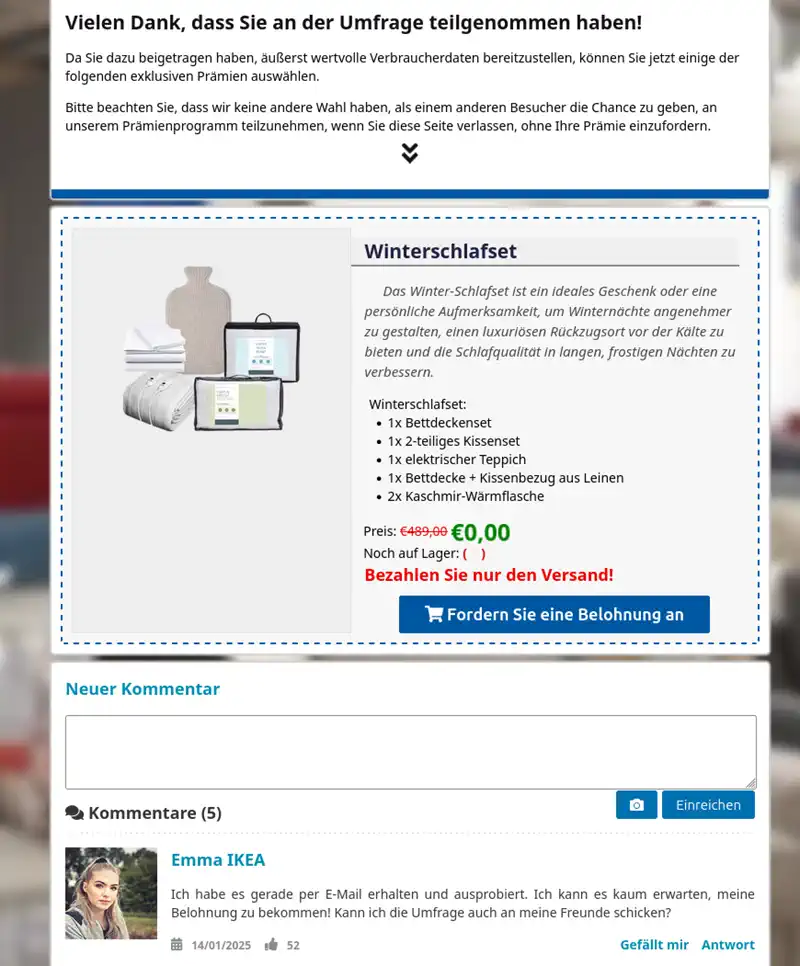 Vielen Dank, dass Sie an der Umfrage teilgenommen haben!
Da Sie dazu beigetragen haben, äußerst wertvolle Verbraucherdaten bereitzustellen, können Sie jetzt einige der
folgenden exklusiven Prämien auswählen.
Bitte beachten Sie, dass wir keine andere Wahl haben, als einem anderen Besucher die Chance zu geben, an
unserem Prämienprogramm teilzunehmen, wenn Sie diese Seite verlassen, ohne Ihre Prämie einzufordern.
Winterschlafset
Das Winter-Schlafset ist ein ideales Geschenk oder eine
persönliche Aufmerksamkeit, um Winternächte angenehmer
zu gestalten, einen luxuriösen Rückzugsort vor der Kälte zu
bieten und die Schlafqualität in langen, frostigen Nächten zu
verbessern.
Winterschlafset:
• 1x Bettdeckenset
• 1x 2-teiliges Kissenset
• 1x elektrischer Teppich
• 1x Bettdecke + Kissenbezug aus Leinen
• 2x Kaschmir-Wärmflasche
Preis: €489,00 €0,00
Noch auf Lager: ( )
Bezahlen Sie nur den Versand!
Fordern Sie eine Belohnung an
Neuer Kommentar
Kommentare (5)
Einreichen
Emma IKEA
Ich habe es gerade per E-Mail erhalten und ausprobiert. Ich kann es kaum erwarten, meine
Belohnung zu bekommen! Kann ich die Umfrage auch an meine Freunde schicken?
14/01/2025 52
Gefällt mir Antwort